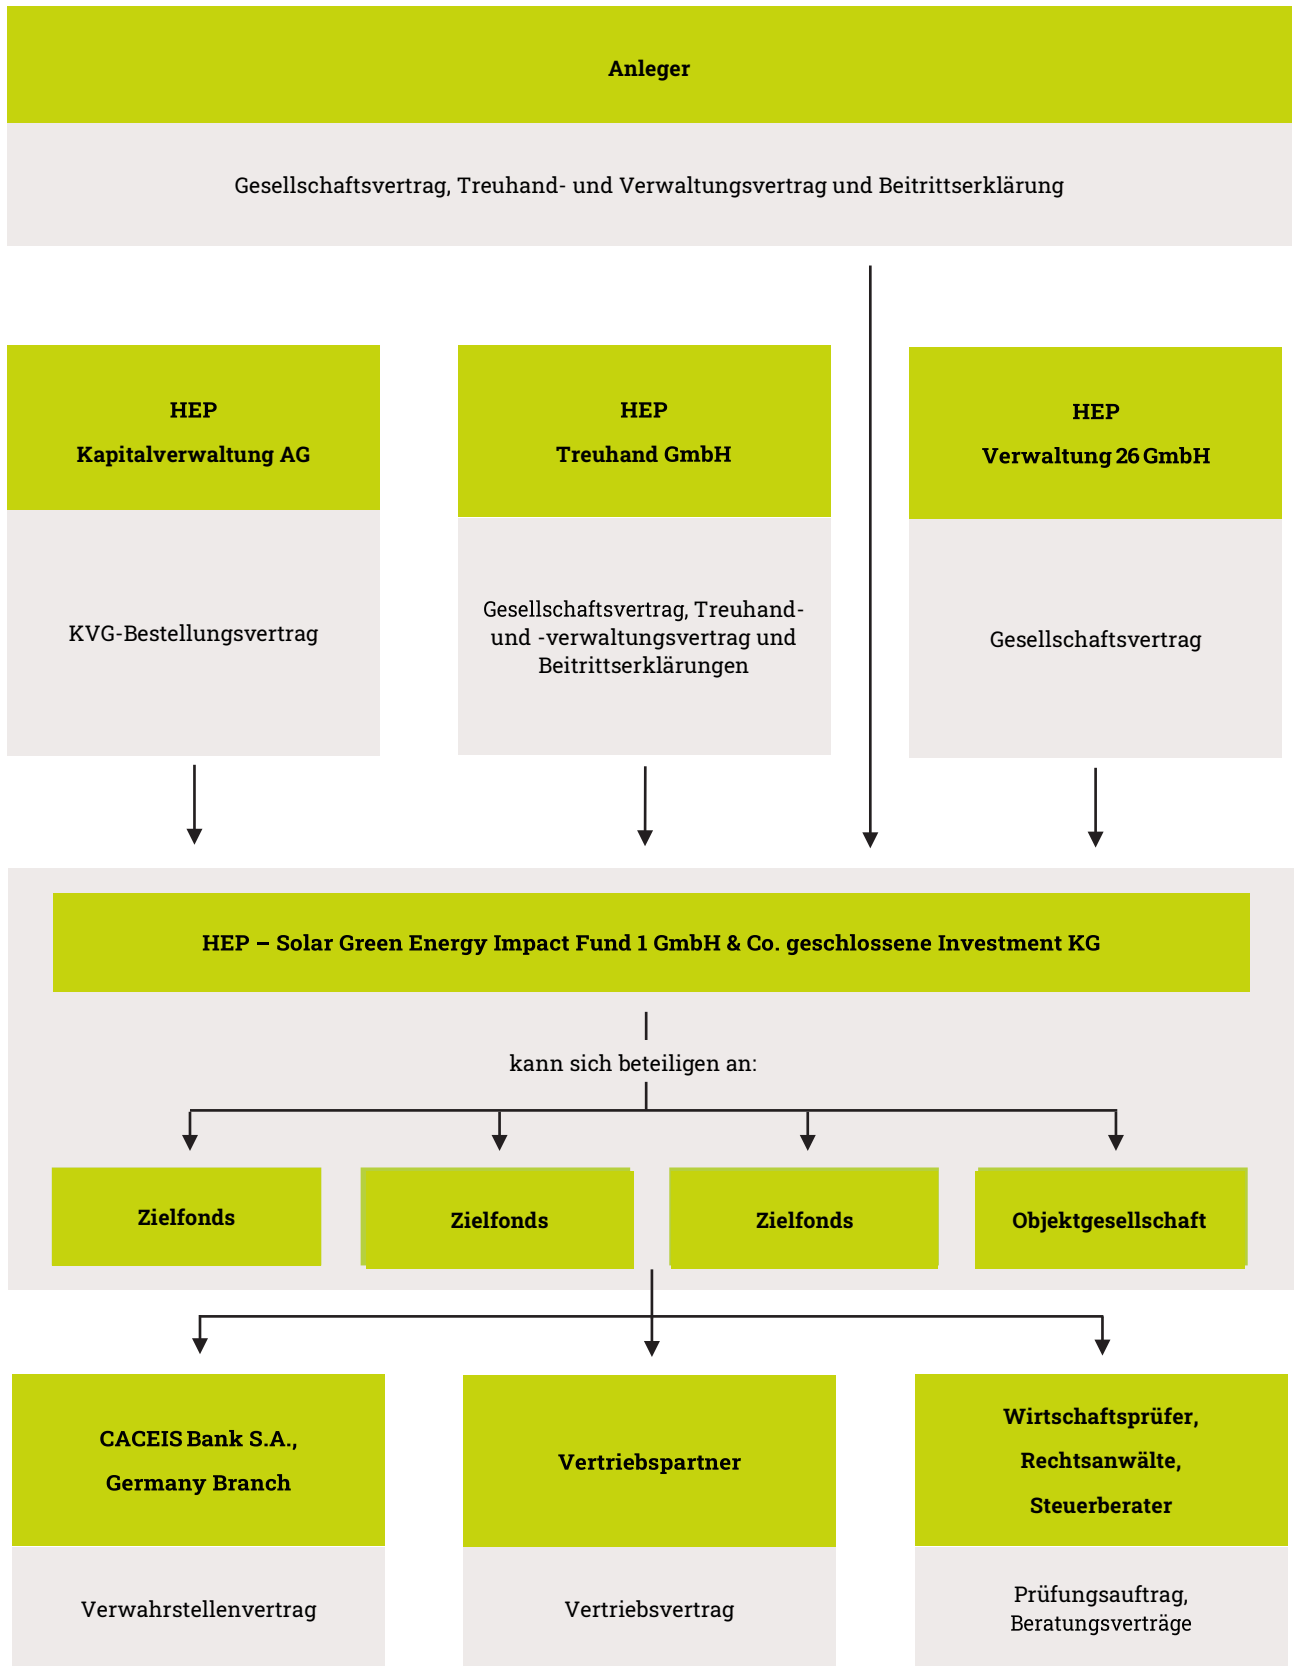 Anleger
Gesellschaftsvertrag, Treuhand- und Verwaltungsvertrag und Beitrittserklärung
HEP
Kapitalverwaltung AG
KVG-Bestellungsvertrag
HEP
Treuhand GmbH
Gesellschaftsvertrag, Treuhand-
und -verwaltungsvertrag und
Beitrittserklärungen
HEP
Verwaltung 26 GmbH
Gesellschaftsvertrag
HEP – Solar Green Energy Impact Fund 1 GmbH & Co. geschlossene Investment KG
kann sich beteiligen an:
Zielfonds
Zielfonds
Zielfonds
Objektgesellschaft
CACEIS Bank S.A.,
Germany Branch
Verwahrstellenvertrag
Vertriebspartner
Vertriebsvertrag
Wirtschaftsprüfer,
Rechtsanwälte,
Steuerberater
Prüfungsauftrag,
Beratungsverträge